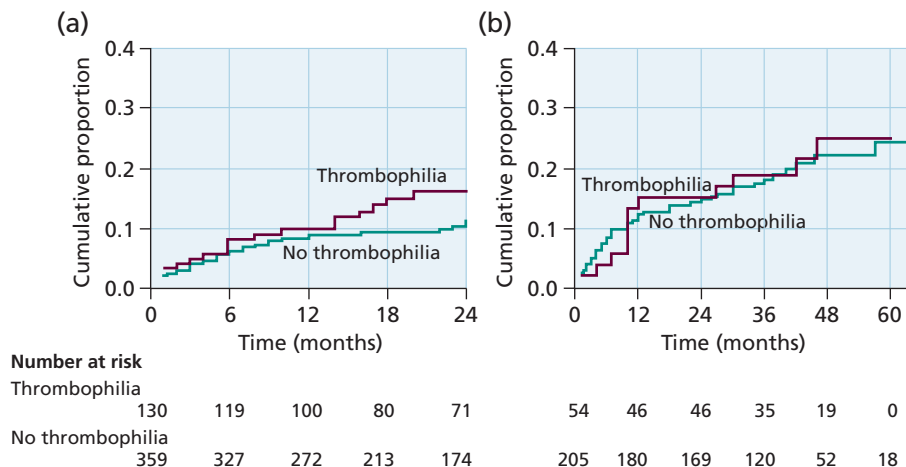 (a)
0.4
0.3
0.2
0.1
0.0
Cumulative proportion
Thrombophilia
No thrombophilia
0 6 12 18 24
Time (months)
(b)
0.4
0.3
0.2
0.1
0.0
Cumulative proportion
Thrombophilia
No thrombophilia
0 12 24 36 48 60
Time (months)
Number at risk
Thrombophilia
130 119 100 80 71 54 46 46 35 19 0
No thrombophilia
359 327 272 213 174 205 180 169 120 52 18